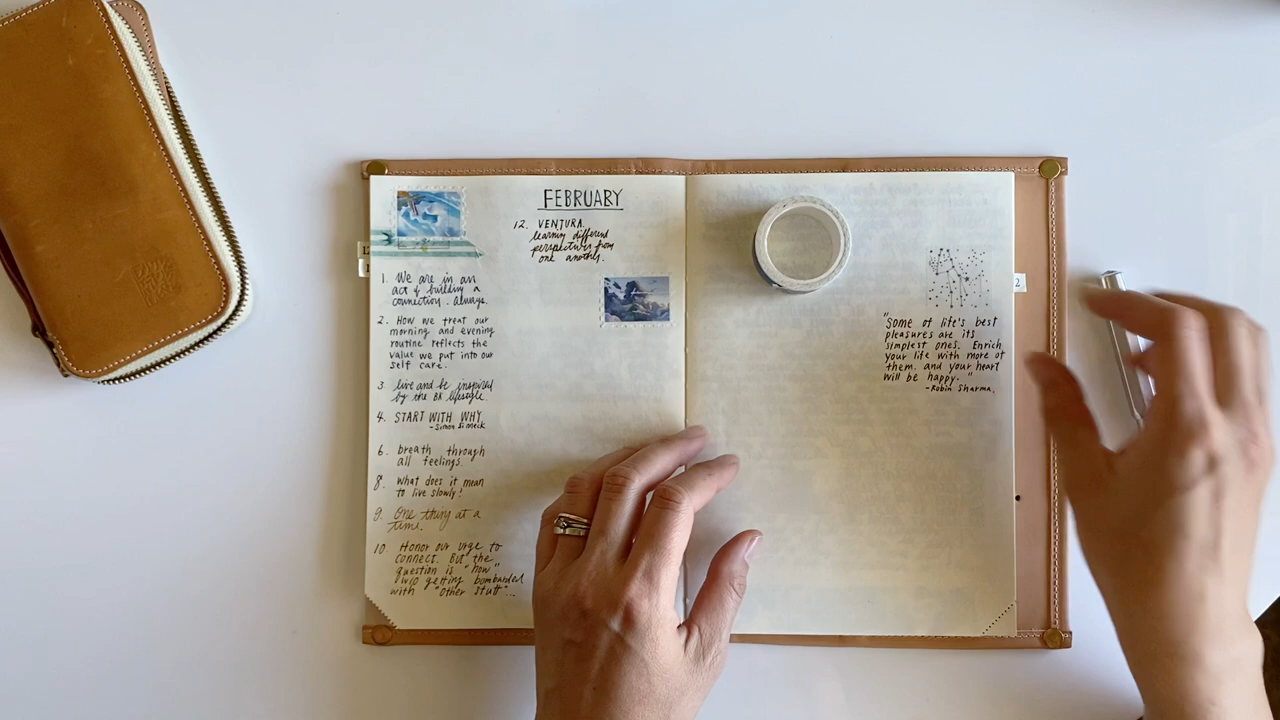 FEBRUARY
1. We are in an
act of building a
connection. Always.
2. How we treat our
morning and evening
routine reflects the
value we put into our
self care.
3. live and be inspired
by the BK lifestyle
4. START WITH WHY
-Simon Sineck
6. breath through
all feelings.
8. What does it mean
to live slowly?
9. One thing at a
time.
10. Honor our urge to
connect. But the
question is "how"
w/o getting bombarded
with "other stuff"...
12. VENTURA.
learning different
perspectives from
one another.
"Some of life's best
pleasures are its
simplest ones. Enrich
your life with more of
them. and your heart
will be happy."
-Robin Sharma.
12
2